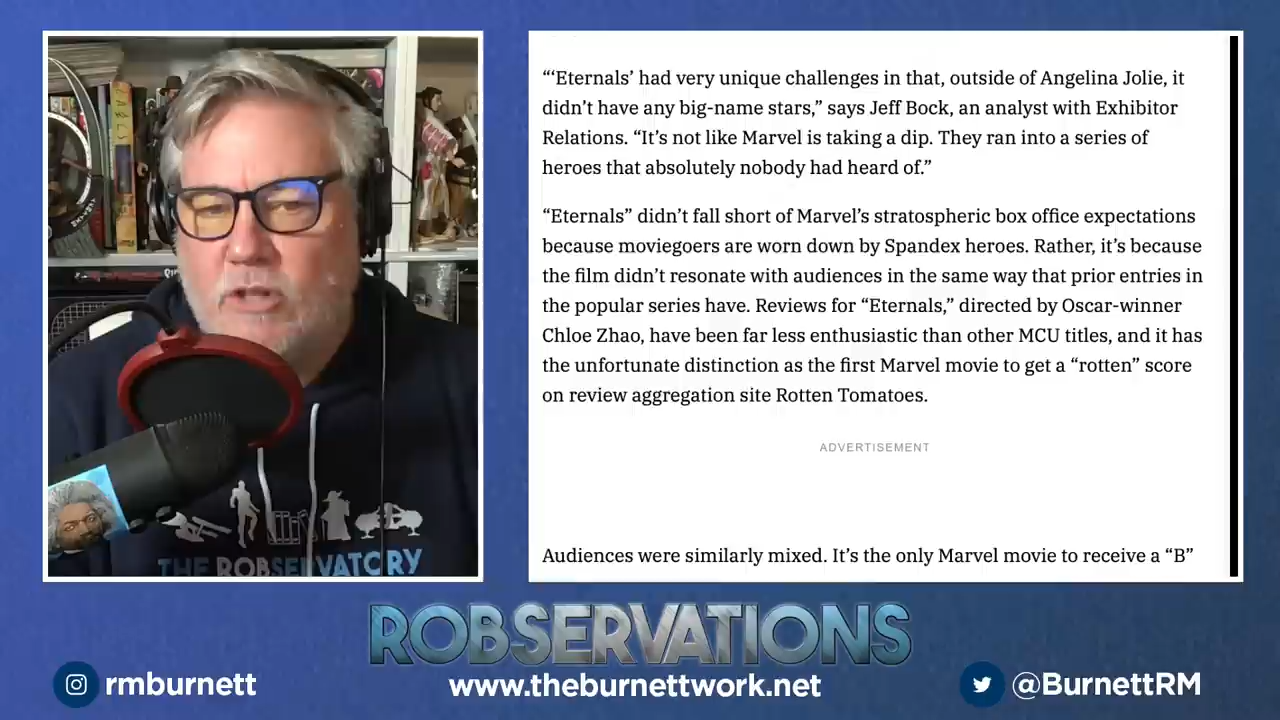 “‘Eternals’ had very unique challenges in that, outside of Angelina Jolie, it
didn’t have any big-name stars,” says Jeff Bock, an analyst with Exhibitor
Relations. “It’s not like Marvel is taking a dip. They ran into a series of
heroes that absolutely nobody had heard of.”
“Eternals” didn’t fall short of Marvel’s stratospheric box office expectations
because moviegoers are worn down by Spandex heroes. Rather, it’s because
the film didn’t resonate with audiences in the same way that prior entries in
the popular series have. Reviews for “Eternals,” directed by Oscar-winner
Chloe Zhao, have been far less enthusiastic than other MCU titles, and it has
the unfortunate distinction as the first Marvel movie to get a “rotten” score
on review aggregation site Rotten Tomatoes.
ADVERTISEMENT
Audiences were similarly mixed. It’s the only Marvel movie to receive a “B”
THE ROBSERVATORY
ROBSERVATIONS
rmburnett
www.theburnettwork.net
@BurnettRM